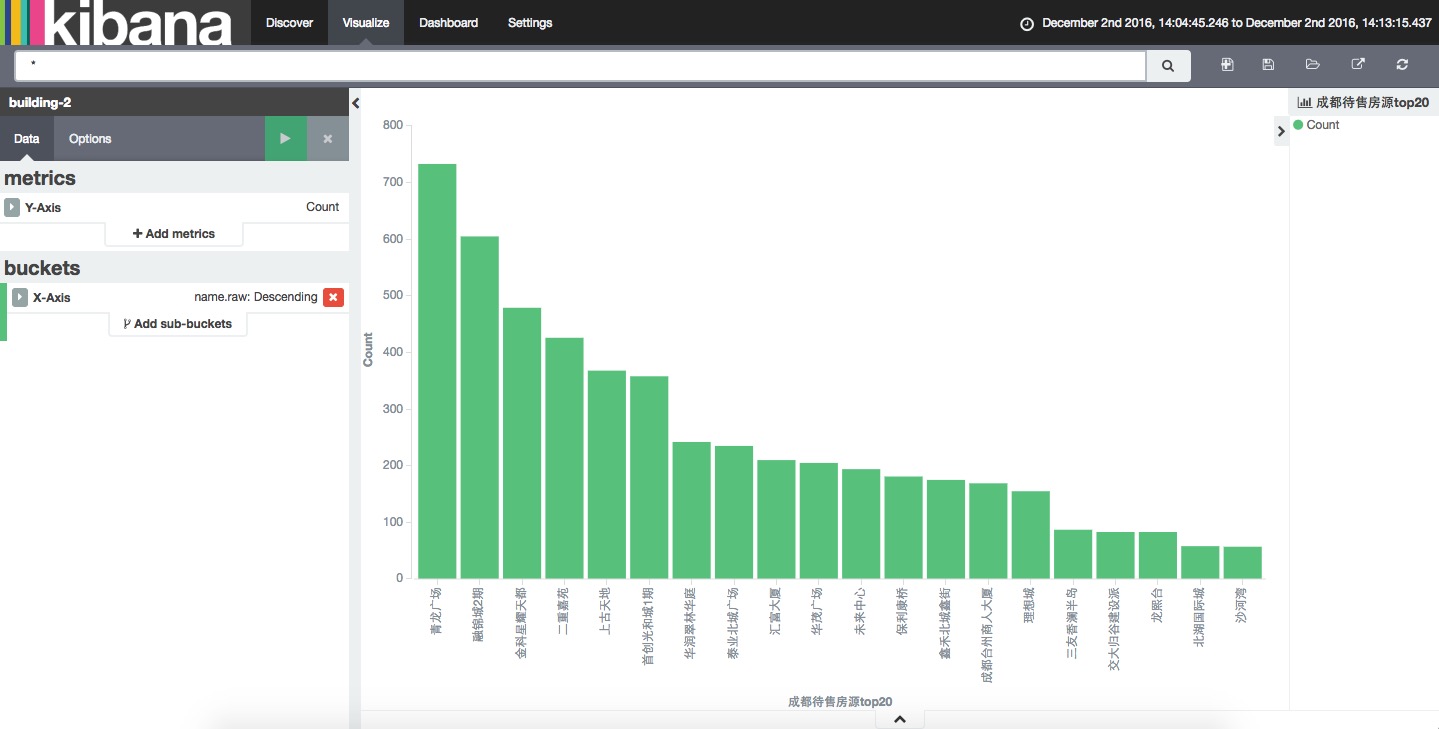 kibana
Discover
Visualize
Dashboard
Settings
December 2nd 2016, 14:04:45.246 to December 2nd 2016, 14:13:15.437
*
building-2
Data
Options
metrics
Y-Axis
Count
Add metrics
buckets
X-Axis
name.raw: Descending
Add sub-buckets
800
700
600
500
400
300
200
100
0
Count
青龙广场
融锦城2期
金科星耀天都
二重嘉苑
上古天地
首创光和城1期
华润翠林华庭
泰业北城广场
汇富大厦
华茂广场
未来中心
保利康桥
鑫禾北城鑫街
成都台州商人大厦
理想城
三友香澜半岛
交大归谷建设派
龙熙台
北湖国际城
沙河湾
成都待售房源top20
成都待售房源top20
Count